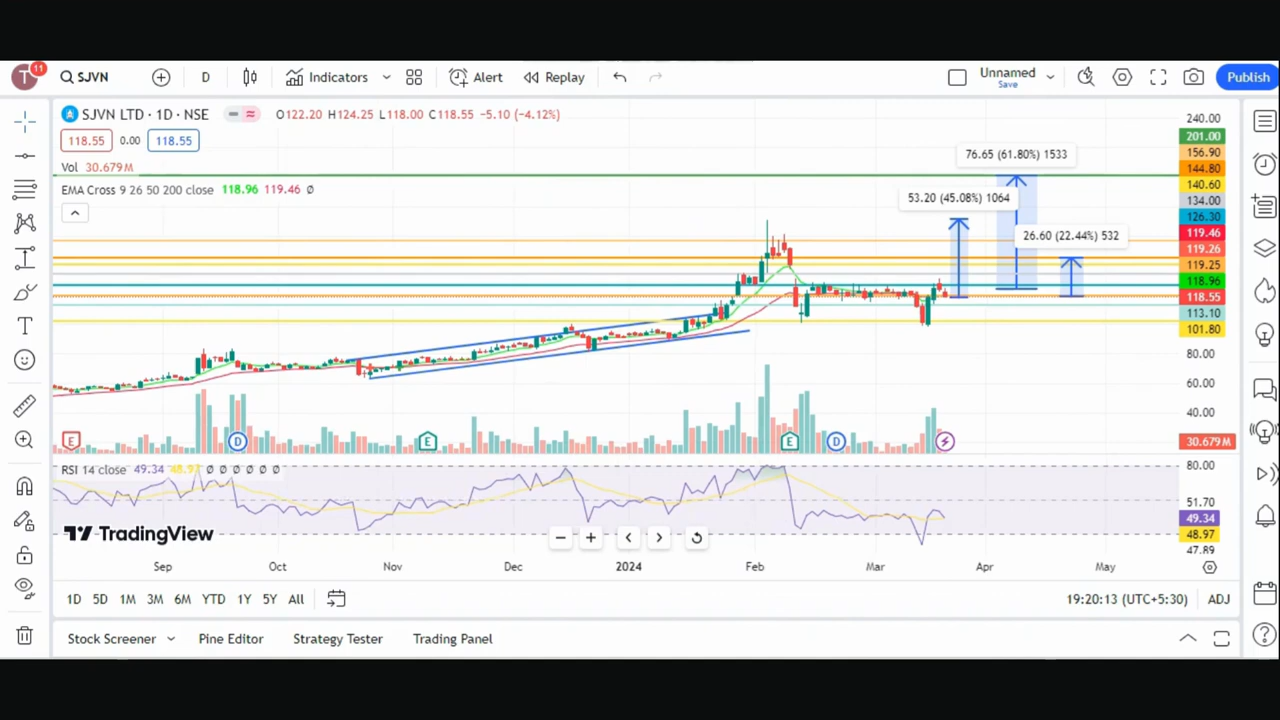 T 11 SJVN D Indicators Alert Replay Unnamed Save Publish
SJVN LTD · 1D · NSE O122.20 H124.25 L118.00 C118.55 −5.10 (−4.12%)
118.55 0.00 118.55
Vol 30.679M
EMA Cross 9 26 50 200 close 118.96 119.46 Ø
76.65 (61.80%) 1533
53.20 (45.08%) 1064
26.60 (22.44%) 532
240.00
201.00
156.90
144.80
140.60
134.00
126.30
119.46
119.26
119.25
118.96
118.55
113.10
101.80
80.00
60.00
40.00
E D E E D
30.679M
RSI 14 close 49.34 48.97 Ø Ø Ø Ø Ø Ø
80.00
51.70
49.34
48.97
47.89
TradingView
Sep Oct Nov Dec 2024 Feb Mar Apr May
1D 5D 1M 3M 6M YTD 1Y 5Y All 19:20:13 (UTC+5:30) ADJ
Stock Screener Pine Editor Strategy Tester Trading Panel